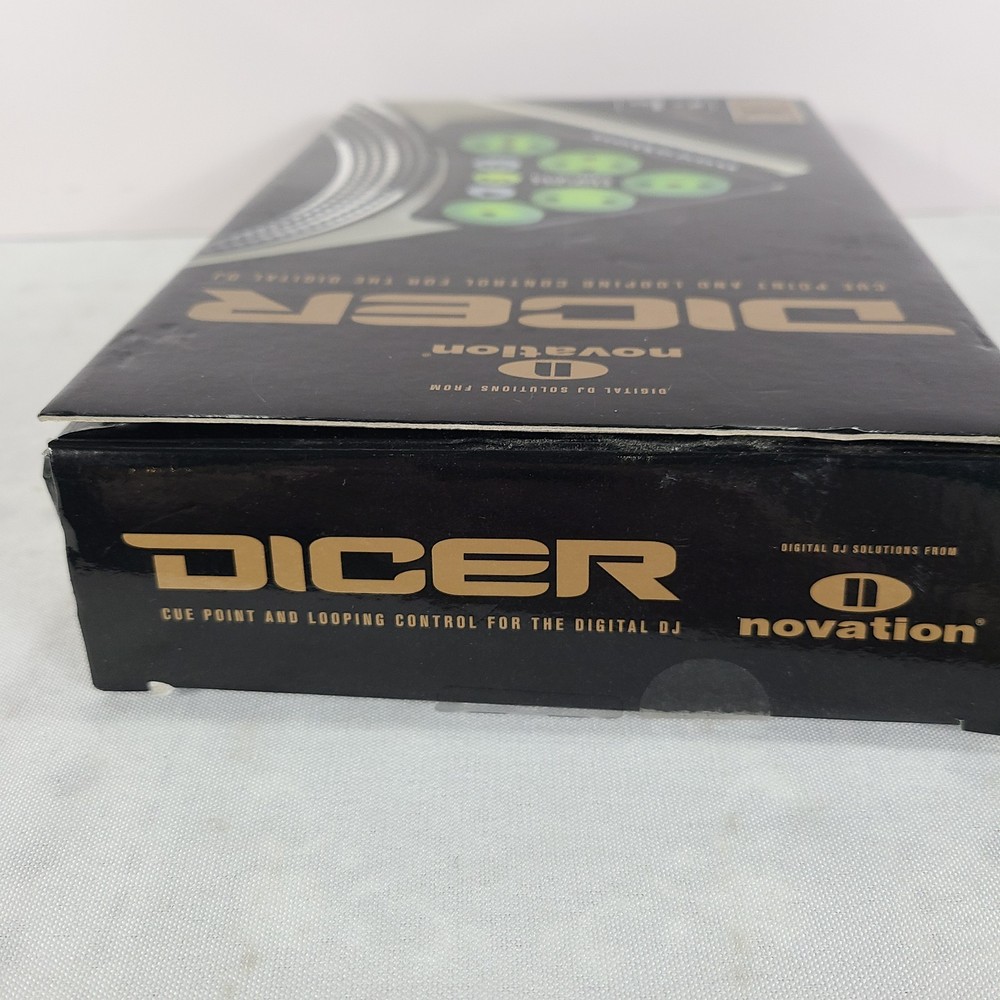 CUE POINT AND LOOPING CONTROL FOR THE DIGITAL DJ
DICER
novation
DIGITAL DJ SOLUTIONS FROM
DICER
CUE POINT AND LOOPING CONTROL FOR THE DIGITAL DJ
DIGITAL DJ SOLUTIONS FROM
novation®